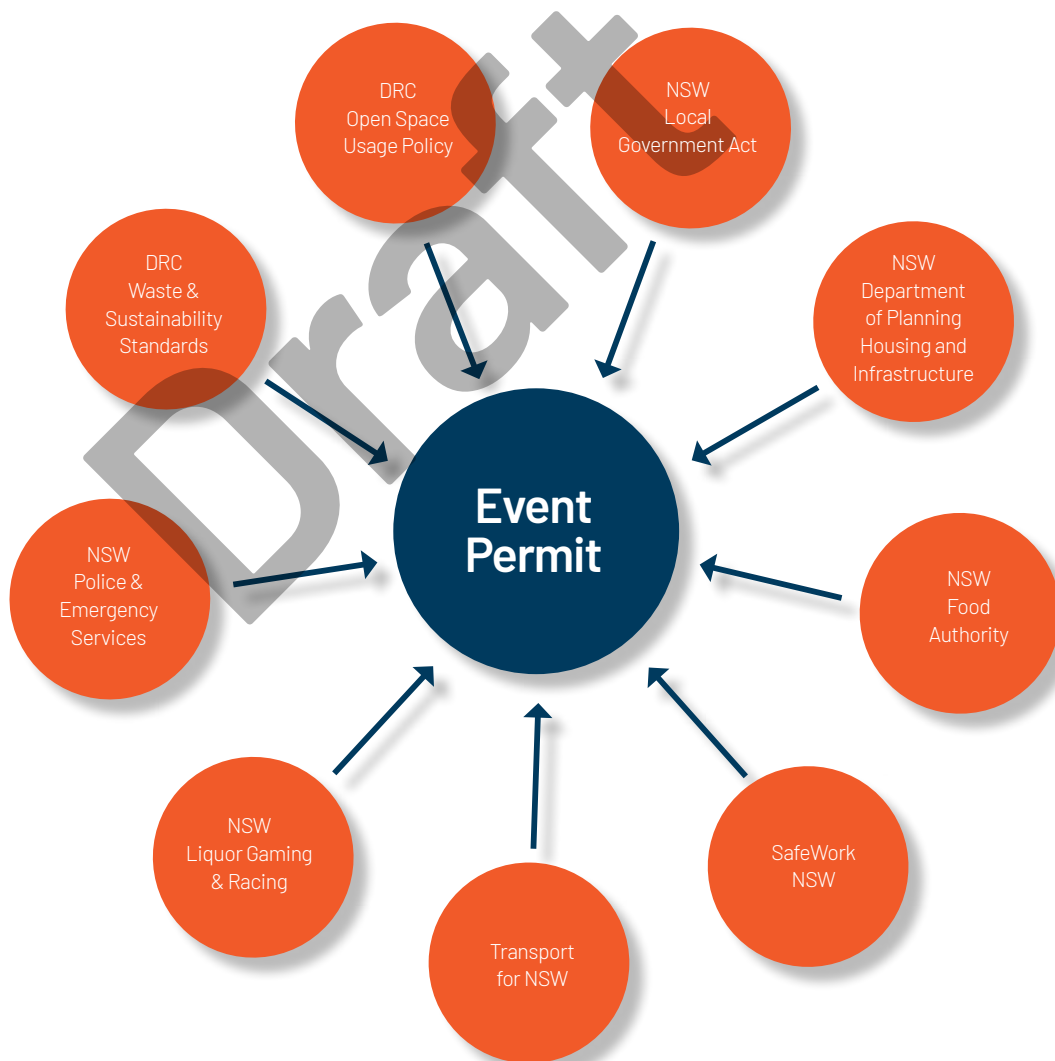 DRC
Open Space
Usage Policy
NSW
Local
Government Act
DRC
Waste &
Sustainability
Standards
NSW
Department
of Planning
Housing and
Infrastructure
Event
Permit
NSW
Police &
Emergency
Services
NSW
Food
Authority
NSW
Liquor Gaming
& Racing
SafeWork
NSW
Transport
for NSW
Draft